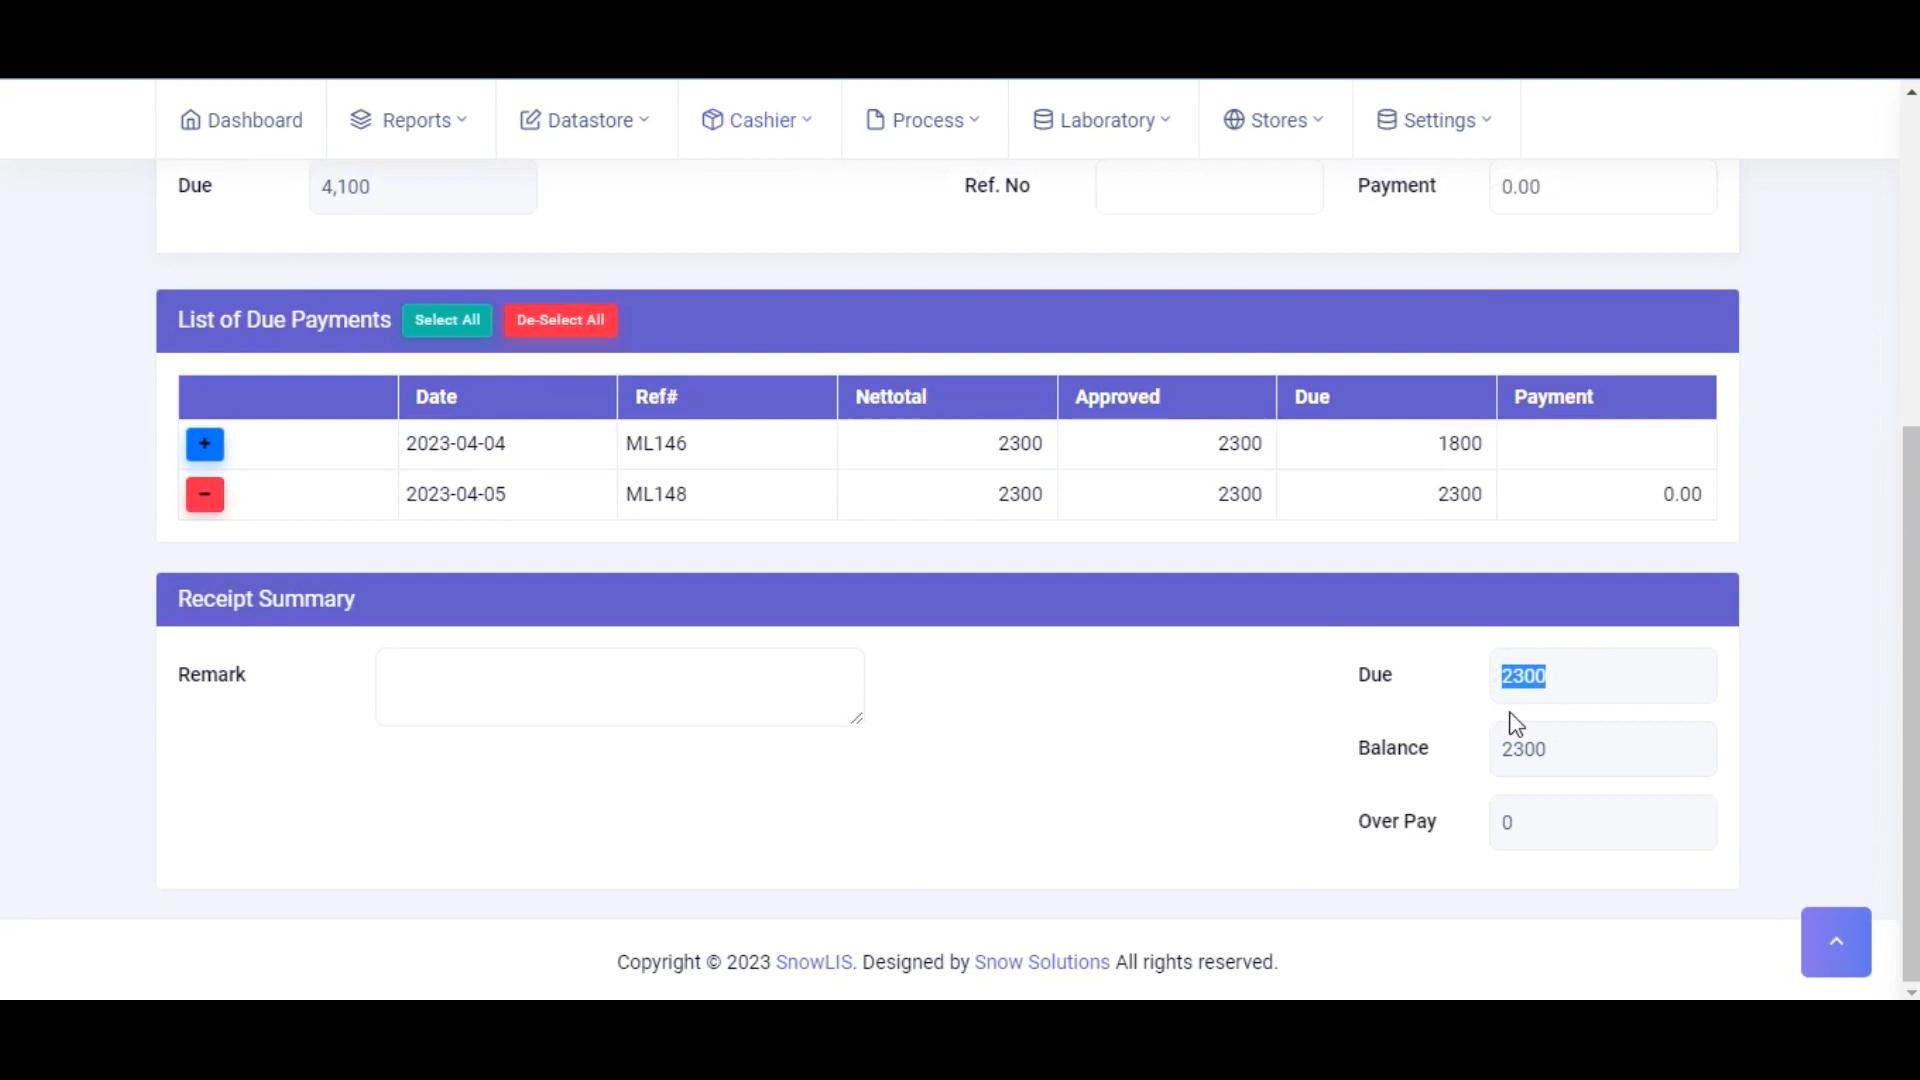 Dashboard Reports Datastore Cashier Process Laboratory Stores Settings
Due 4,100 Ref. No Payment 0.00
List of Due Payments Select All De-Select All
Date Ref# Nettotal Approved Due Payment
+ 2023-04-04 ML146 2300 2300 1800
- 2023-04-05 ML148 2300 2300 2300 0.00
Receipt Summary
Remark Due 2300
Balance 2300
Over Pay 0
Copyright © 2023 SnowLIS. Designed by Snow Solutions All rights reserved.